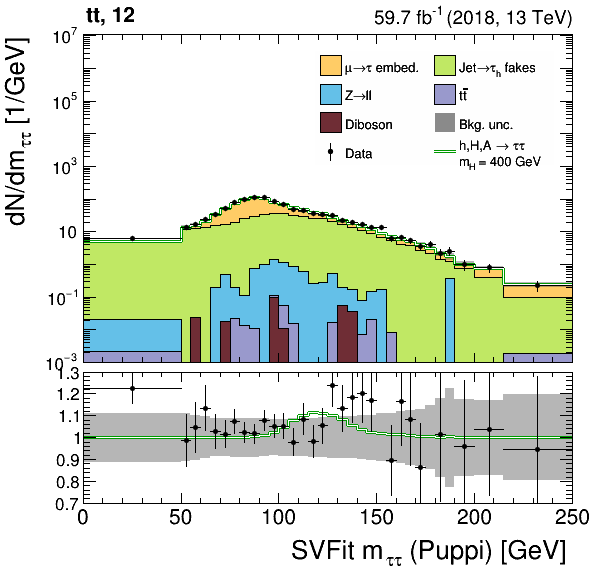 tt, 12
59.7 fb⁻¹ (2018, 13 TeV)
dN/dm_ττ [1/GeV]
10⁷
10⁵
10³
10
10⁻¹
10⁻³
μ→τ embed.
Jet→τ_h fakes
Z→ll
tt̄
Diboson
Bkg. unc.
Data
h,H,A → ττ
m_H = 400 GeV
1.3
1.2
1.1
1
0.9
0.8
0.7
0 50 100 150 200 250
SVFit m_ττ (Puppi) [GeV]